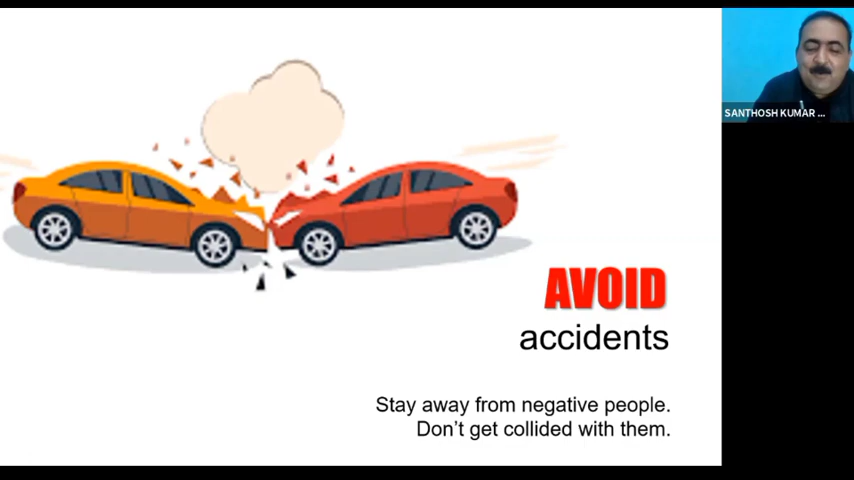 SANTHOSH KUMAR ...
AVOID
accidents
Stay away from negative people.
Don’t get collided with them.